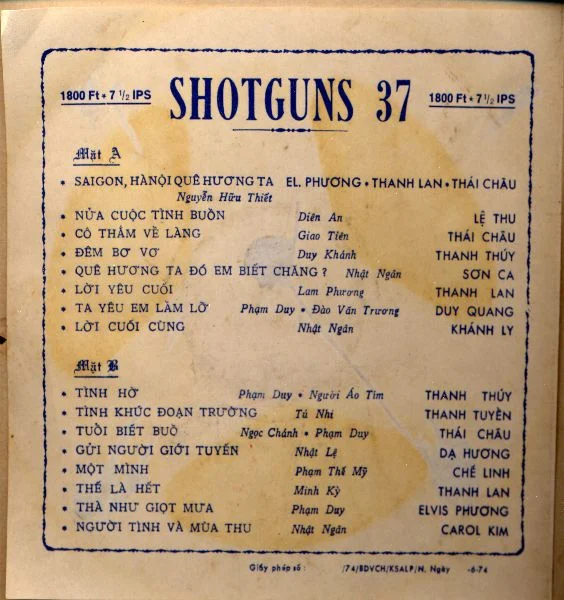 1800 Ft * 7 1/2 IPS SHOTGUNS 37 1800 Ft * 7 1/2 IPS
Mặt A
* SAIGON, HÀNỘI QUÊ HƯƠNG TA EL. PHƯƠNG * THANH LAN * THÁI CHÂU
Nguyễn Hữu Thiết
* NỬA CUỘC TÌNH BUỒN Diên An LỆ THU
* CÔ THẮM VỀ LÀNG Giao Tiên THÁI CHÂU
* ĐÊM BƠ VƠ Duy Khánh THANH THÚY
* QUÊ HƯƠNG TA ĐÓ EM BIẾT CHĂNG ? Nhật Ngân SƠN CA
* LỜI YÊU CUỐI Lam Phương THANH LAN
* TA YÊU EM LẦM LỠ Phạm Duy * Đào Văn Trương DUY QUANG
* LỜI CUỐI CÙNG Nhật Ngân KHÁNH LY
Mặt B
* TÌNH HỜ Phạm Duy * Người Áo Tím THANH THÚY
* TÌNH KHÚC ĐOẠN TRƯỜNG Tú Nhi THANH TUYỀN
* TUỔI BIẾT BUỒ Ngọc Chánh * Phạm Duy THÁI CHÂU
* GỬI NGƯỜI GIỚI TUYẾN Nhật Lệ DẠ HƯƠNG
* MỘT MÌNH Phạm Thế Mỹ CHẾ LINH
* THẾ LÀ HẾT Minh Kỳ THANH LAN
* THÀ NHƯ GIỌT MƯA Phạm Duy ELVIS PHƯƠNG
* NGƯỜI TÌNH VÀ MÙA THU Nhật Ngân CAROL KIM
Giấy phép số : /74/BDVCH/KSALP/N. Ngày -6-74